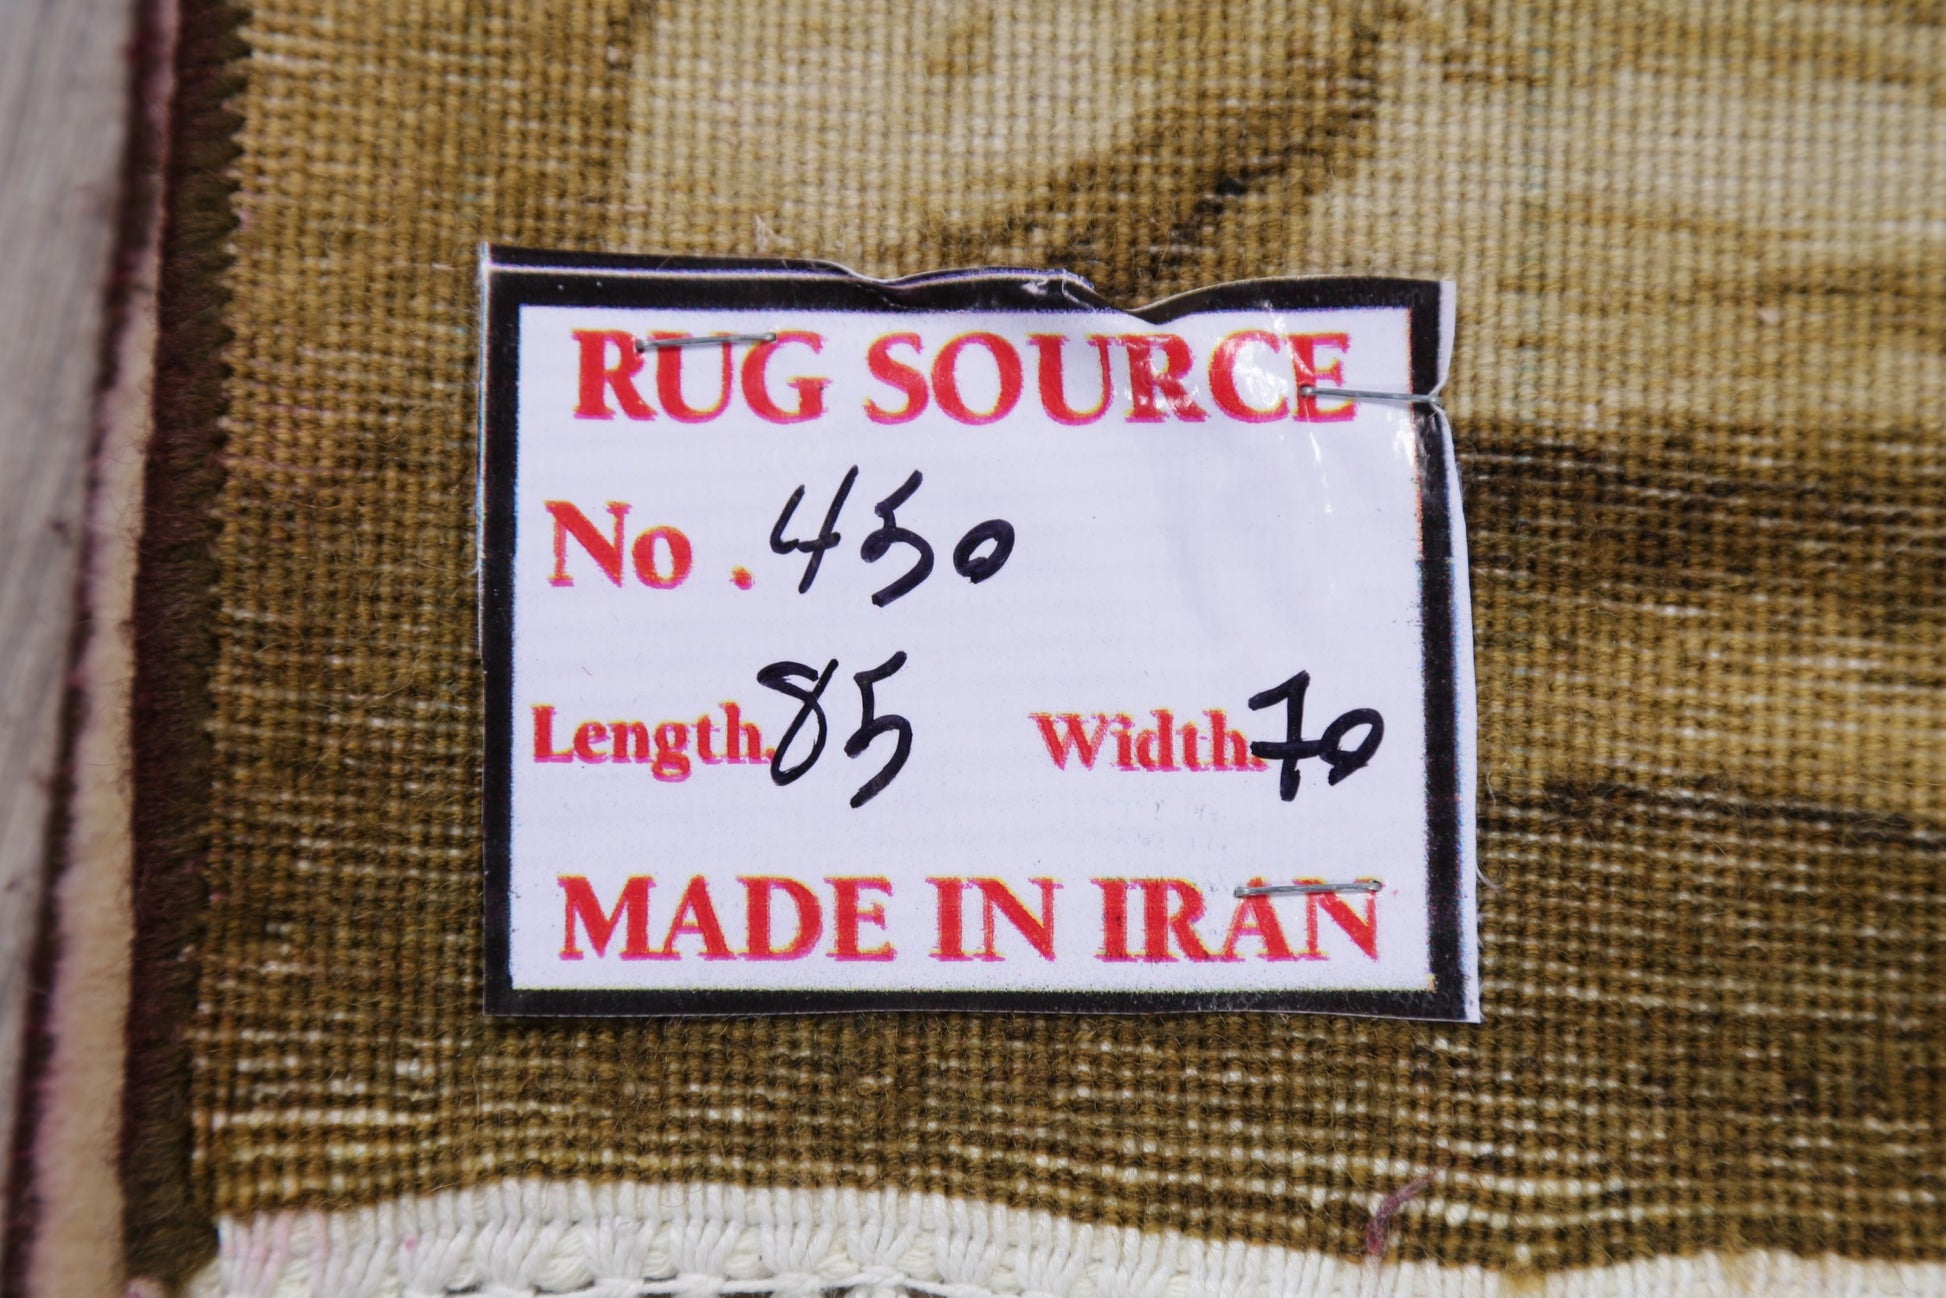 RUG SOURCE
No . 450
Length. 85 Width. 70
MADE IN IRAN